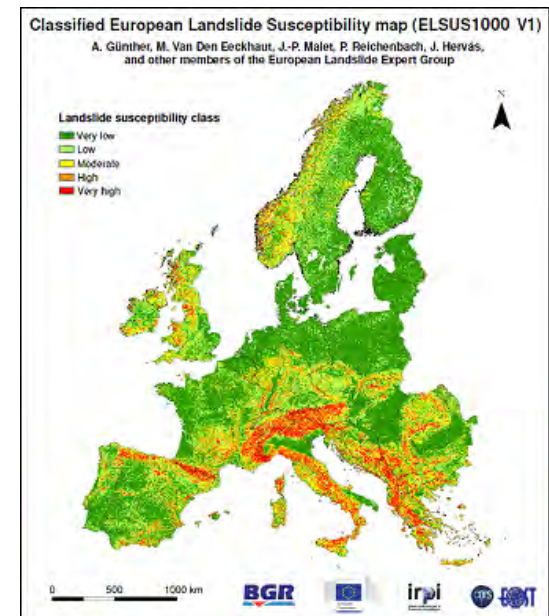 Classified European Landslide Susceptibility map (ELSUS1000 V1)
A. Günther, M. Van Den Eeckhaut, J.-P. Malet, P. Reichenbach, J. Hervás,
and other members of the European Landslide Expert Group
N
Landslide susceptibility class
Very low
Low
Moderate
High
Very high
0 500 1000 km
BGR
irpi
cnrs